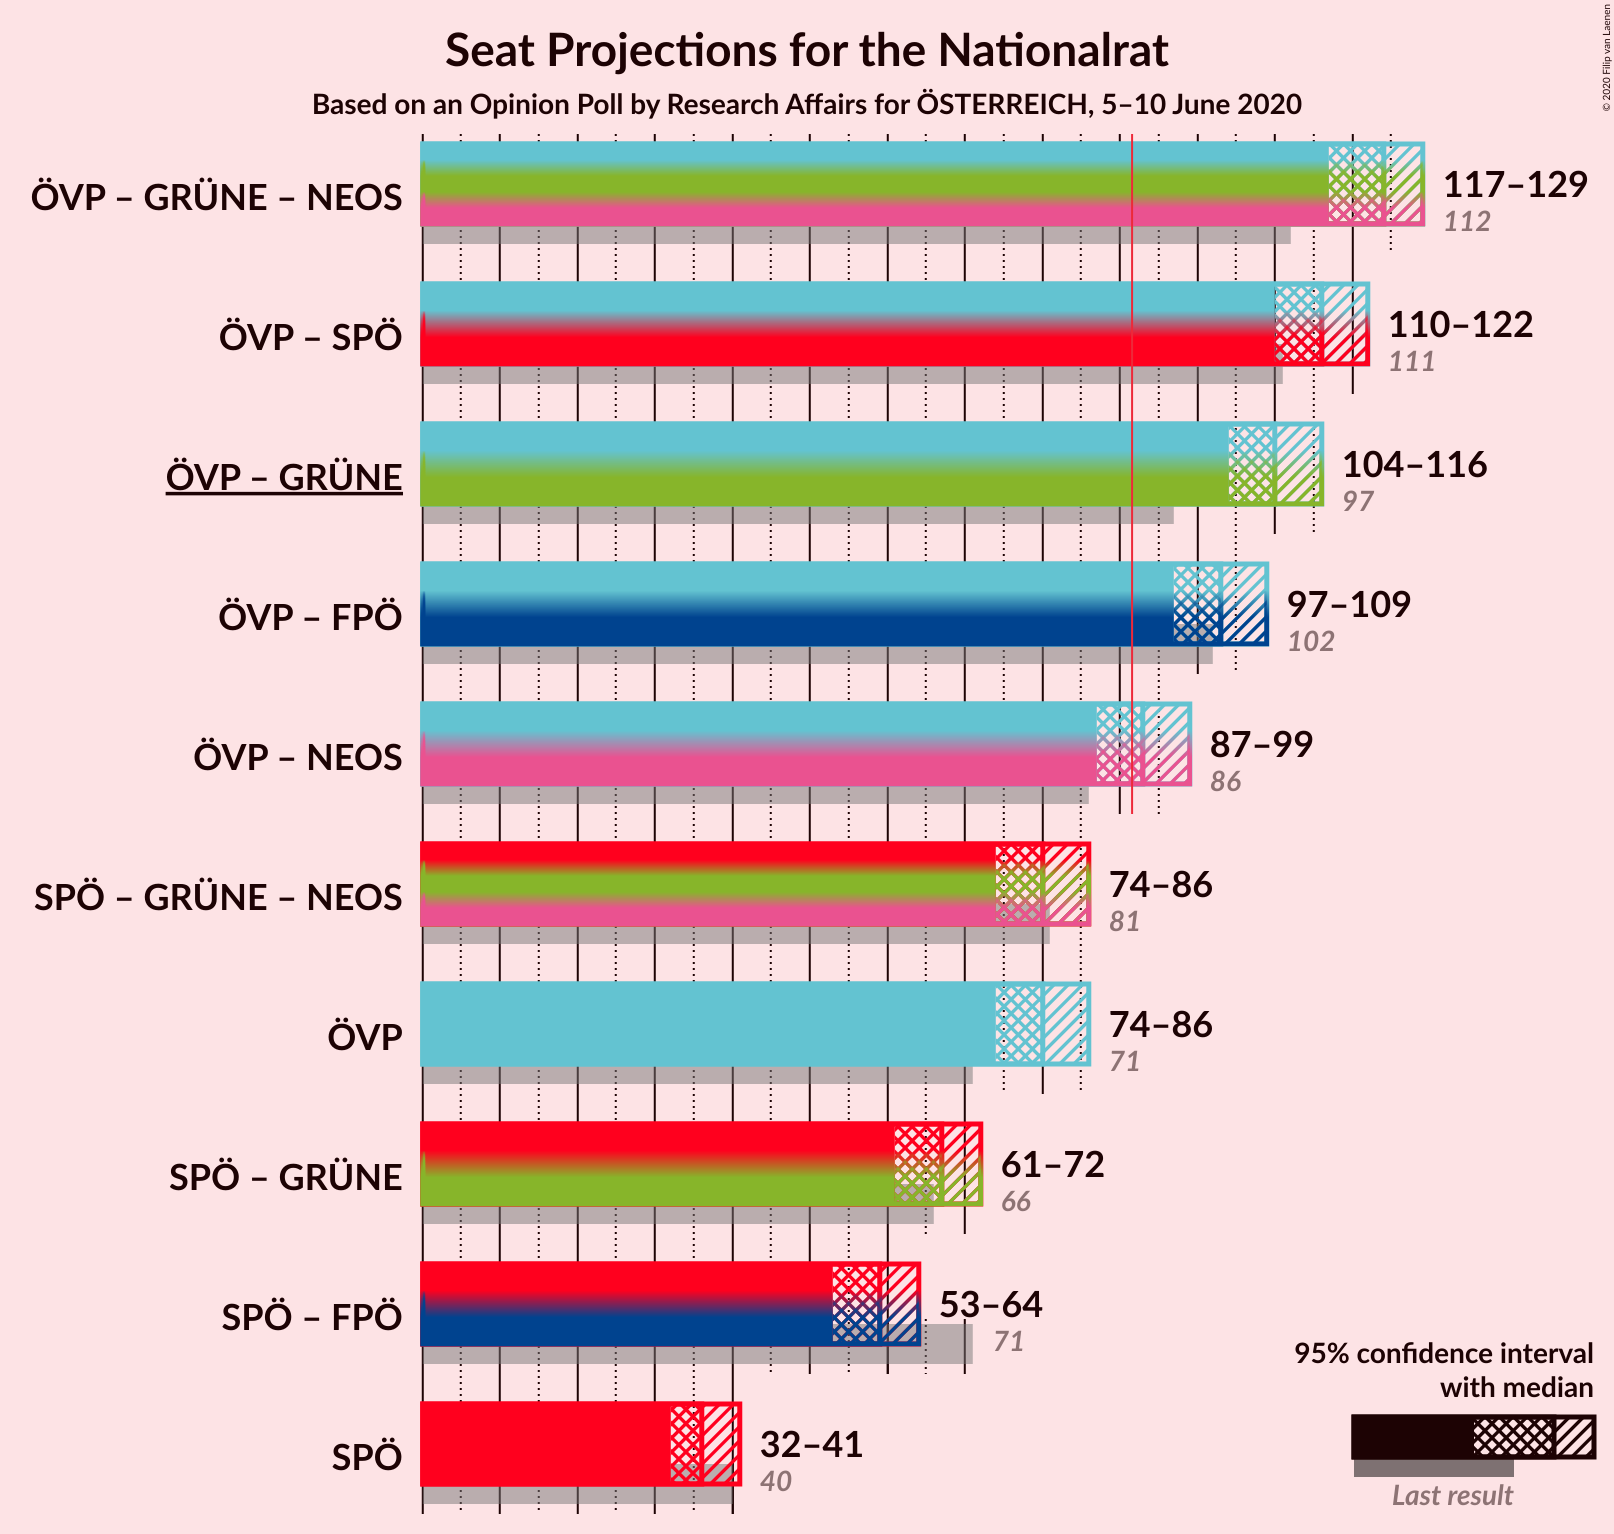 Seat Projections for the Nationalrat
Based on an Opinion Poll by Research Affairs for ÖSTERREICH, 5–10 June 2020
© 2020 Filip van Laenen
ÖVP – GRÜNE – NEOS
117–129
112
ÖVP – SPÖ
110–122
111
ÖVP – GRÜNE
104–116
97
ÖVP – FPÖ
97–109
102
ÖVP – NEOS
87–99
86
SPÖ – GRÜNE – NEOS
74–86
81
ÖVP
74–86
71
SPÖ – GRÜNE
61–72
66
SPÖ – FPÖ
53–64
71
SPÖ
32–41
40
95% confidence interval
with median
Last result